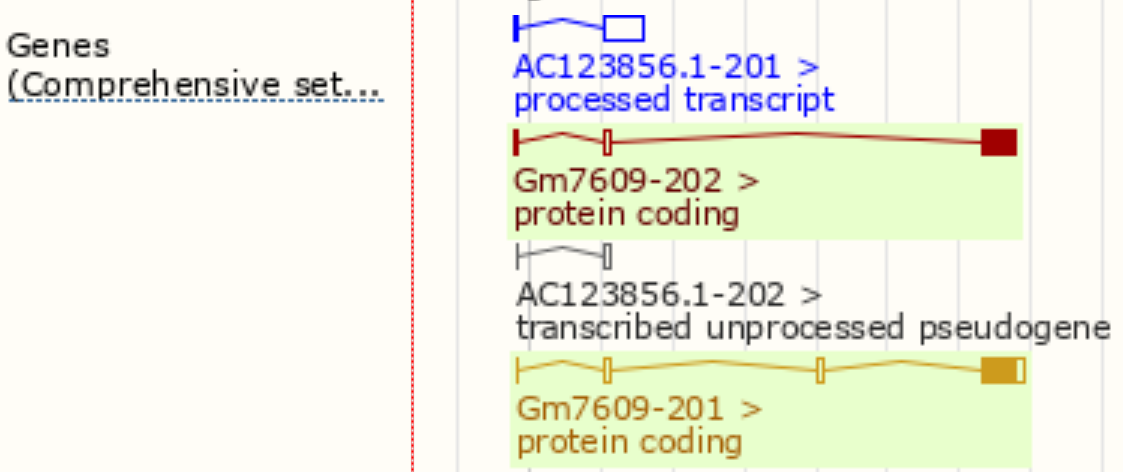 Genes
(Comprehensive set...
AC123856.1-201 >
processed transcript
Gm7609-202 >
protein coding
AC123856.1-202 >
transcribed unprocessed pseudogene
Gm7609-201 >
protein coding